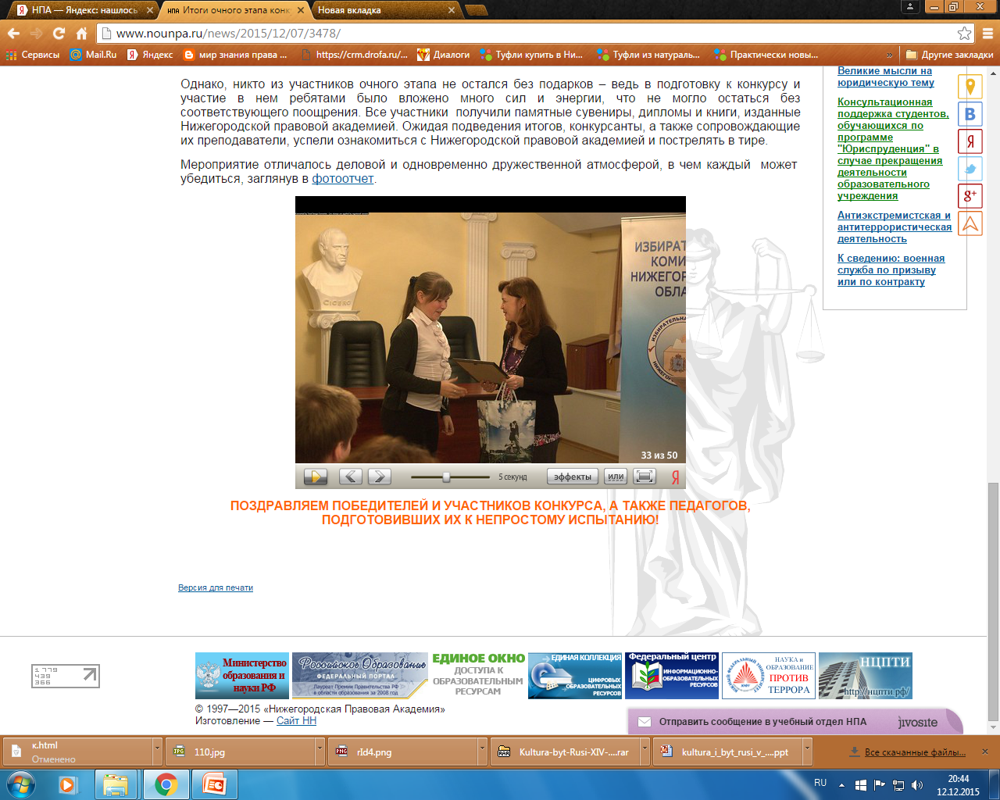 НПА — Яндекс: нашлось
Итоги очного этапа конк
Новая вкладка
www.nounpa.ru/news/2015/12/07/3478/
Сервисы
Mail.Ru
Яндекс
мир знания права ...
https://crm.drofa.ru/...
Диалоги
Туфли купить в Ни...
Туфли из натураль...
Практически новы...
»
Другие закладки
Однако, никто из участников очного этапа не остался без подарков – ведь в подготовку к конкурсу и
участие в нем ребятами было вложено много сил и энергии, что не могло остаться без
соответствующего поощрения. Все участники получили памятные сувениры, дипломы и книги, изданные
Нижегородской правовой академией. Ожидая подведения итогов, конкурсанты, а также сопровождающие
их преподаватели, успели ознакомиться с Нижегородской правовой академией и пострелять в тире.
Мероприятие отличалось деловой и одновременно дружественной атмосферой, в чем каждый может
убедиться, заглянув в фотоотчет.
Великие мысли на
юридическую тему
Консультационная
поддержка студентов,
обучающихся по
программе
"Юриспруденция" в
случае прекращения
деятельности
образовательного
учреждения
Антиэкстремистская и
антитеррористическая
деятельность
К сведению: военная
служба по призыву
или по контракту
В
Я
g+
CICERO
ИЗБИРАТ
КОМИ
НИЖЕГОР
ОБЛА
33 из 50
5 секунд
эффекты
или
Я
ПОЗДРАВЛЯЕМ ПОБЕДИТЕЛЕЙ И УЧАСТНИКОВ КОНКУРСА, А ТАКЖЕ ПЕДАГОГОВ,
ПОДГОТОВИВШИХ ИХ К НЕПРОСТОМУ ИСПЫТАНИЮ!
Версия для печати
1 779
439
366
Министерство
образования и
науки РФ
Российское Образование
ФЕДЕРАЛЬНЫЙ ПОРТАЛ
Лауреат Премии Правительства РФ
в области образования за 2008 год
ЕДИНОЕ ОКНО
ДОСТУПА К
ОБРАЗОВАТЕЛЬНЫМ
РЕСУРСАМ
ЕДИНАЯ КОЛЛЕКЦИЯ
ЦИФРОВЫХ
ОБРАЗОВАТЕЛЬНЫХ
РЕСУРСОВ
Федеральный центр
ИНФОРМАЦИОННО-
ОБРАЗОВАТЕЛЬНЫХ
РЕСУРСОВ
НАУКА и
ОБРАЗОВАНИЕ
ПРОТИВ
ТЕРРОРА
НЦПТИ
http://нцпти.рф/
© 1997—2015 «Нижегородская Правовая Академия»
Изготовление — Сайт НН
Отправить сообщение в учебный отдел НПА
jivosite
к.html
Отменено
110.jpg
rld4.png
Kultura-byt-Rusi-XIV-....rar
kultura_i_byt_rusi_v_....ppt
Все скачанные файлы...
RU
20:44
12.12.2015